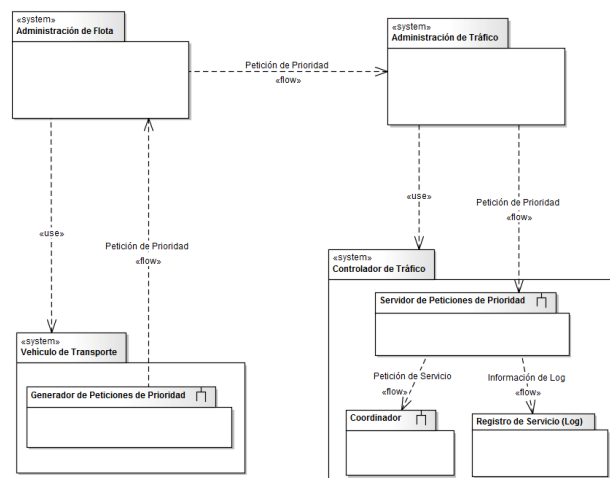 «system»
Administración de Flota
«system»
Administración de Tráfico
Petición de Prioridad
«flow»
«use»
Petición de Prioridad
«flow»
«use»
Petición de Prioridad
«flow»
«system»
Controlador de Tráfico
Servidor de Peticiones de Prioridad
«system»
Vehículo de Transporte
Generador de Peticiones de Prioridad
Petición de Servicio
«flow»
Información de Log
«flow»
Coordinador
Registro de Servicio (Log)